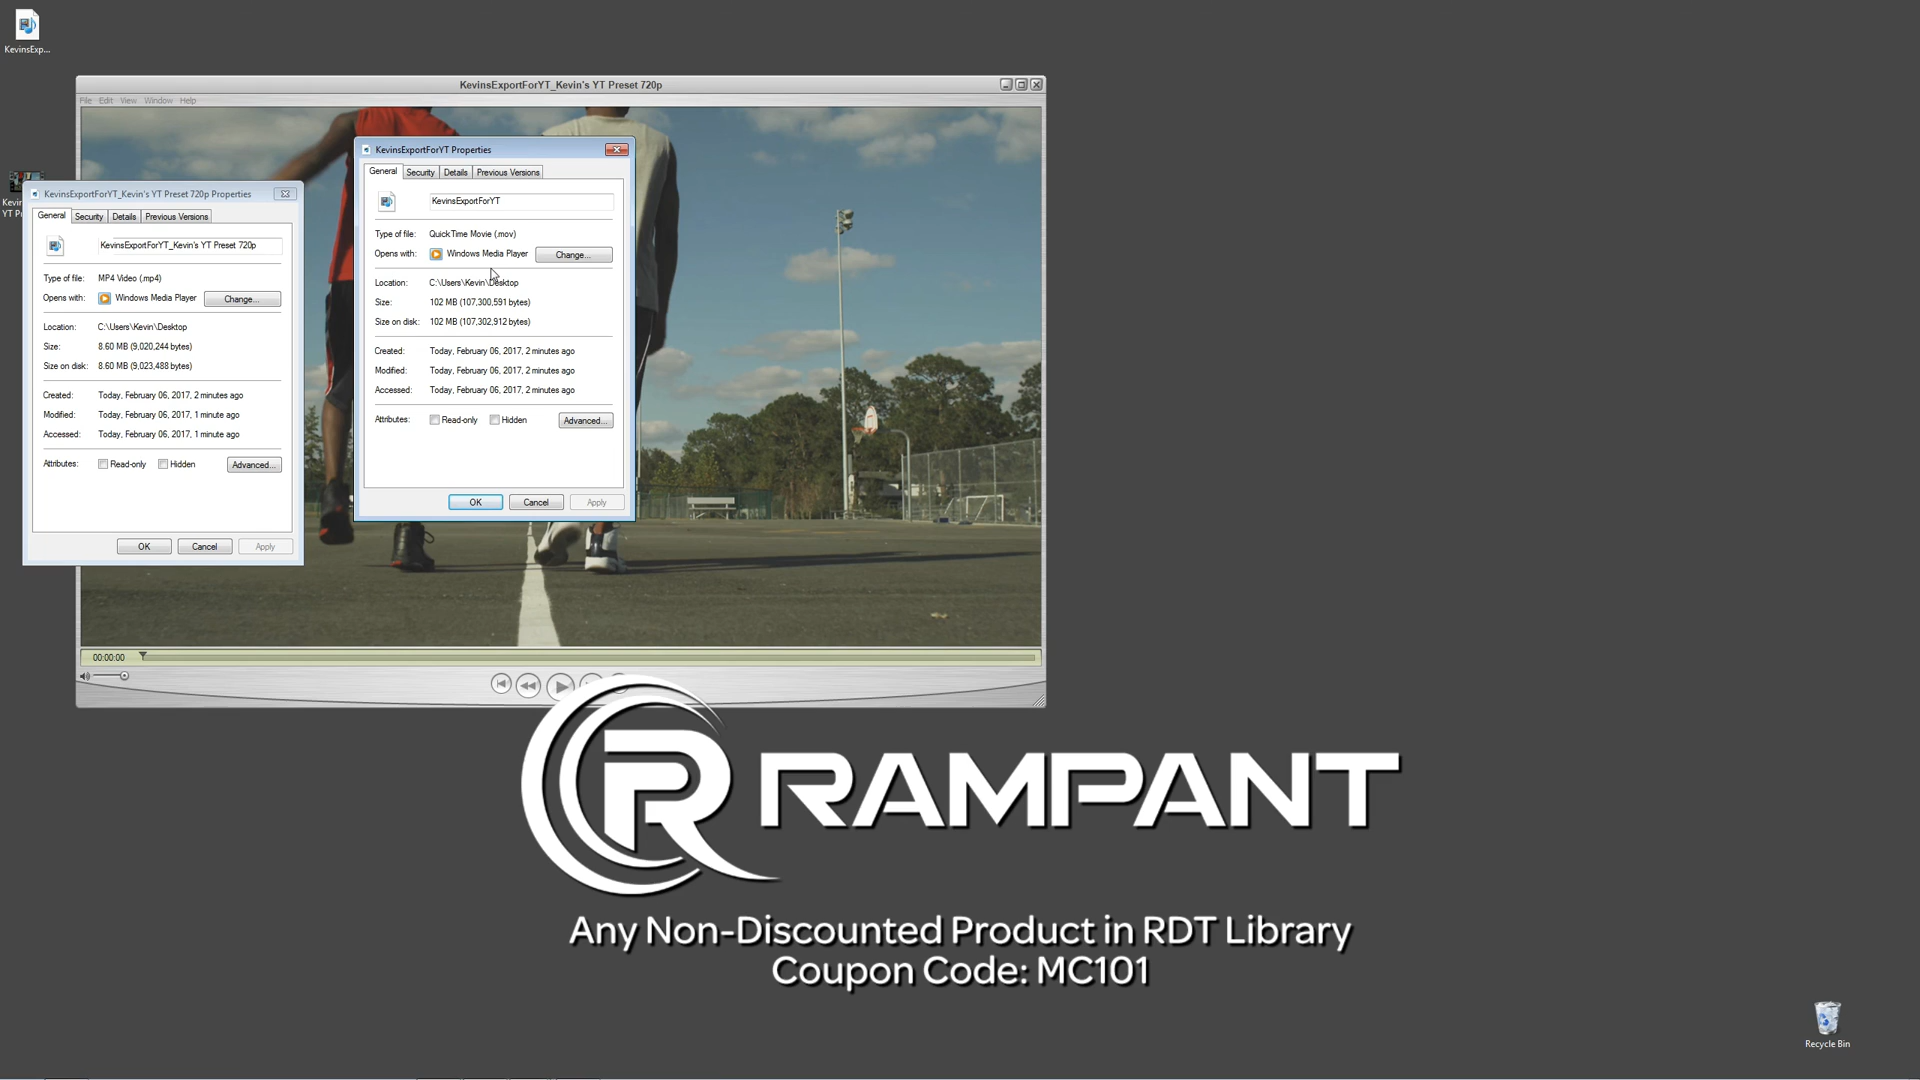 KevinsExp...
KevinsExportForYT_Kevin's YT Preset 720p
File Edit View Window Help
KevinsExportForYT_Kevin's YT Preset 720p Properties
General Security Details Previous Versions
KevinsExportForYT_Kevin's YT Preset 720p
Type of file: MP4 Video (.mp4)
Opens with: Windows Media Player Change...
Location: C:\Users\Kevin\Desktop
Size: 8.60 MB (9,020,244 bytes)
Size on disk: 8.60 MB (9,023,488 bytes)
Created: Today, February 06, 2017, 2 minutes ago
Modified: Today, February 06, 2017, 1 minute ago
Accessed: Today, February 06, 2017, 1 minute ago
Attributes: Read-only Hidden Advanced...
OK Cancel Apply
KevinsExportForYT Properties
General Security Details Previous Versions
KevinsExportForYT
Type of file: QuickTime Movie (.mov)
Opens with: Windows Media Player Change...
Location: C:\Users\Kevin\Desktop
Size: 102 MB (107,300,591 bytes)
Size on disk: 102 MB (107,302,912 bytes)
Created: Today, February 06, 2017, 2 minutes ago
Modified: Today, February 06, 2017, 2 minutes ago
Accessed: Today, February 06, 2017, 2 minutes ago
Attributes: Read-only Hidden Advanced...
OK Cancel Apply
00:00:00
R RAMPANT
Any Non-Discounted Product in RDT Library
Coupon Code: MC101
Recycle Bin